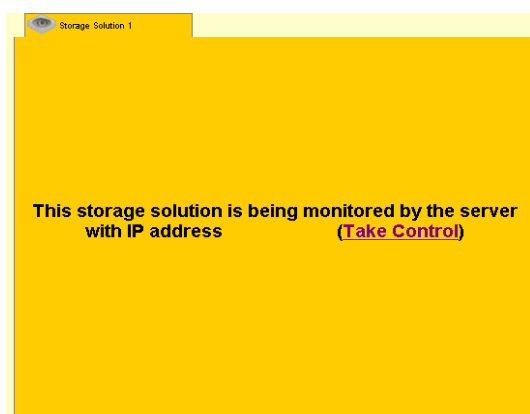 Storage Solution 1
This storage solution is being monitored by the server
with IP address (Take Control)